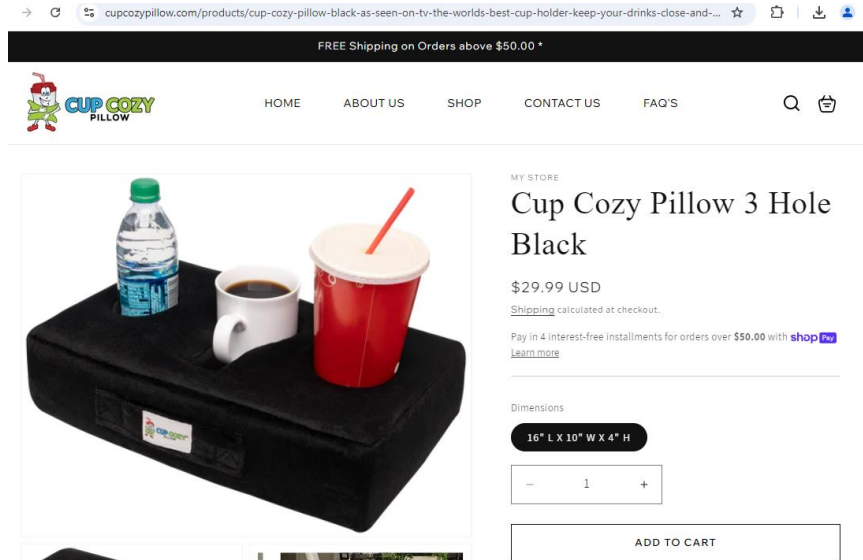 cupcozypillow.com/products/cup-cozy-pillow-black-as-seen-on-tv-the-worlds-best-cup-holder-keep-your-drinks-close-and-...
FREE Shipping on Orders above $50.00 *
CUP COZY
PILLOW
HOME
ABOUT US
SHOP
CONTACT US
FAQ'S
MY STORE
Cup Cozy Pillow 3 Hole
Black
$29.99 USD
Shipping calculated at checkout.
Pay in 4 interest-free installments for orders over $50.00 with shop Pay
Learn more
Dimensions
16" L X 10" W X 4" H
− 1 +
ADD TO CART
CUP COZY